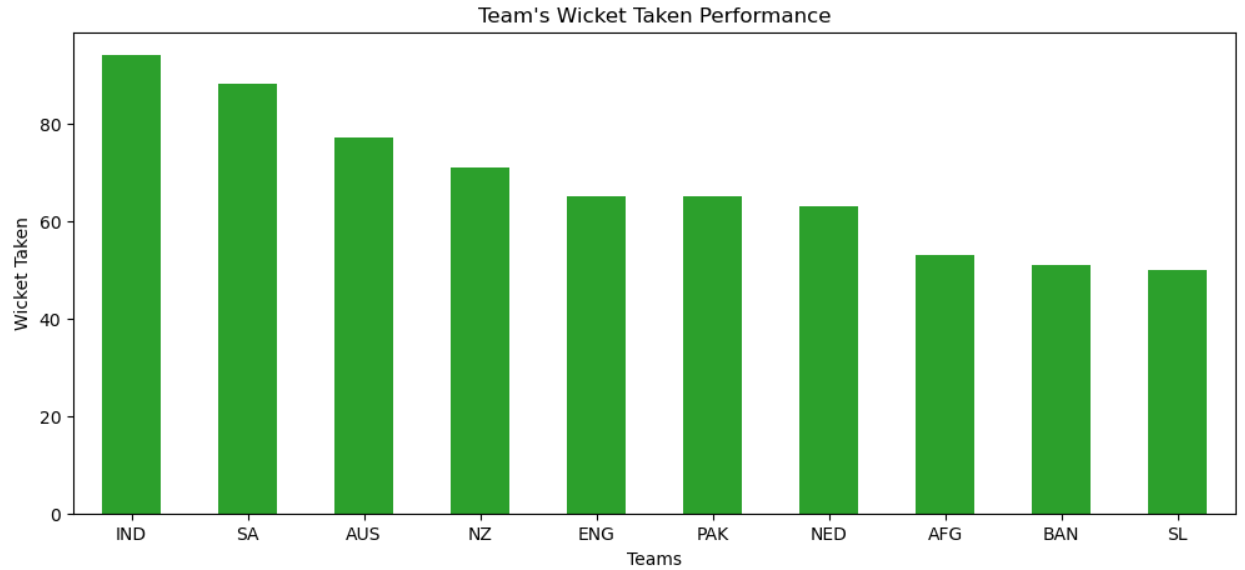 Team's Wicket Taken Performance
Wicket Taken
80
60
40
20
0
IND SA AUS NZ ENG PAK NED AFG BAN SL
Teams